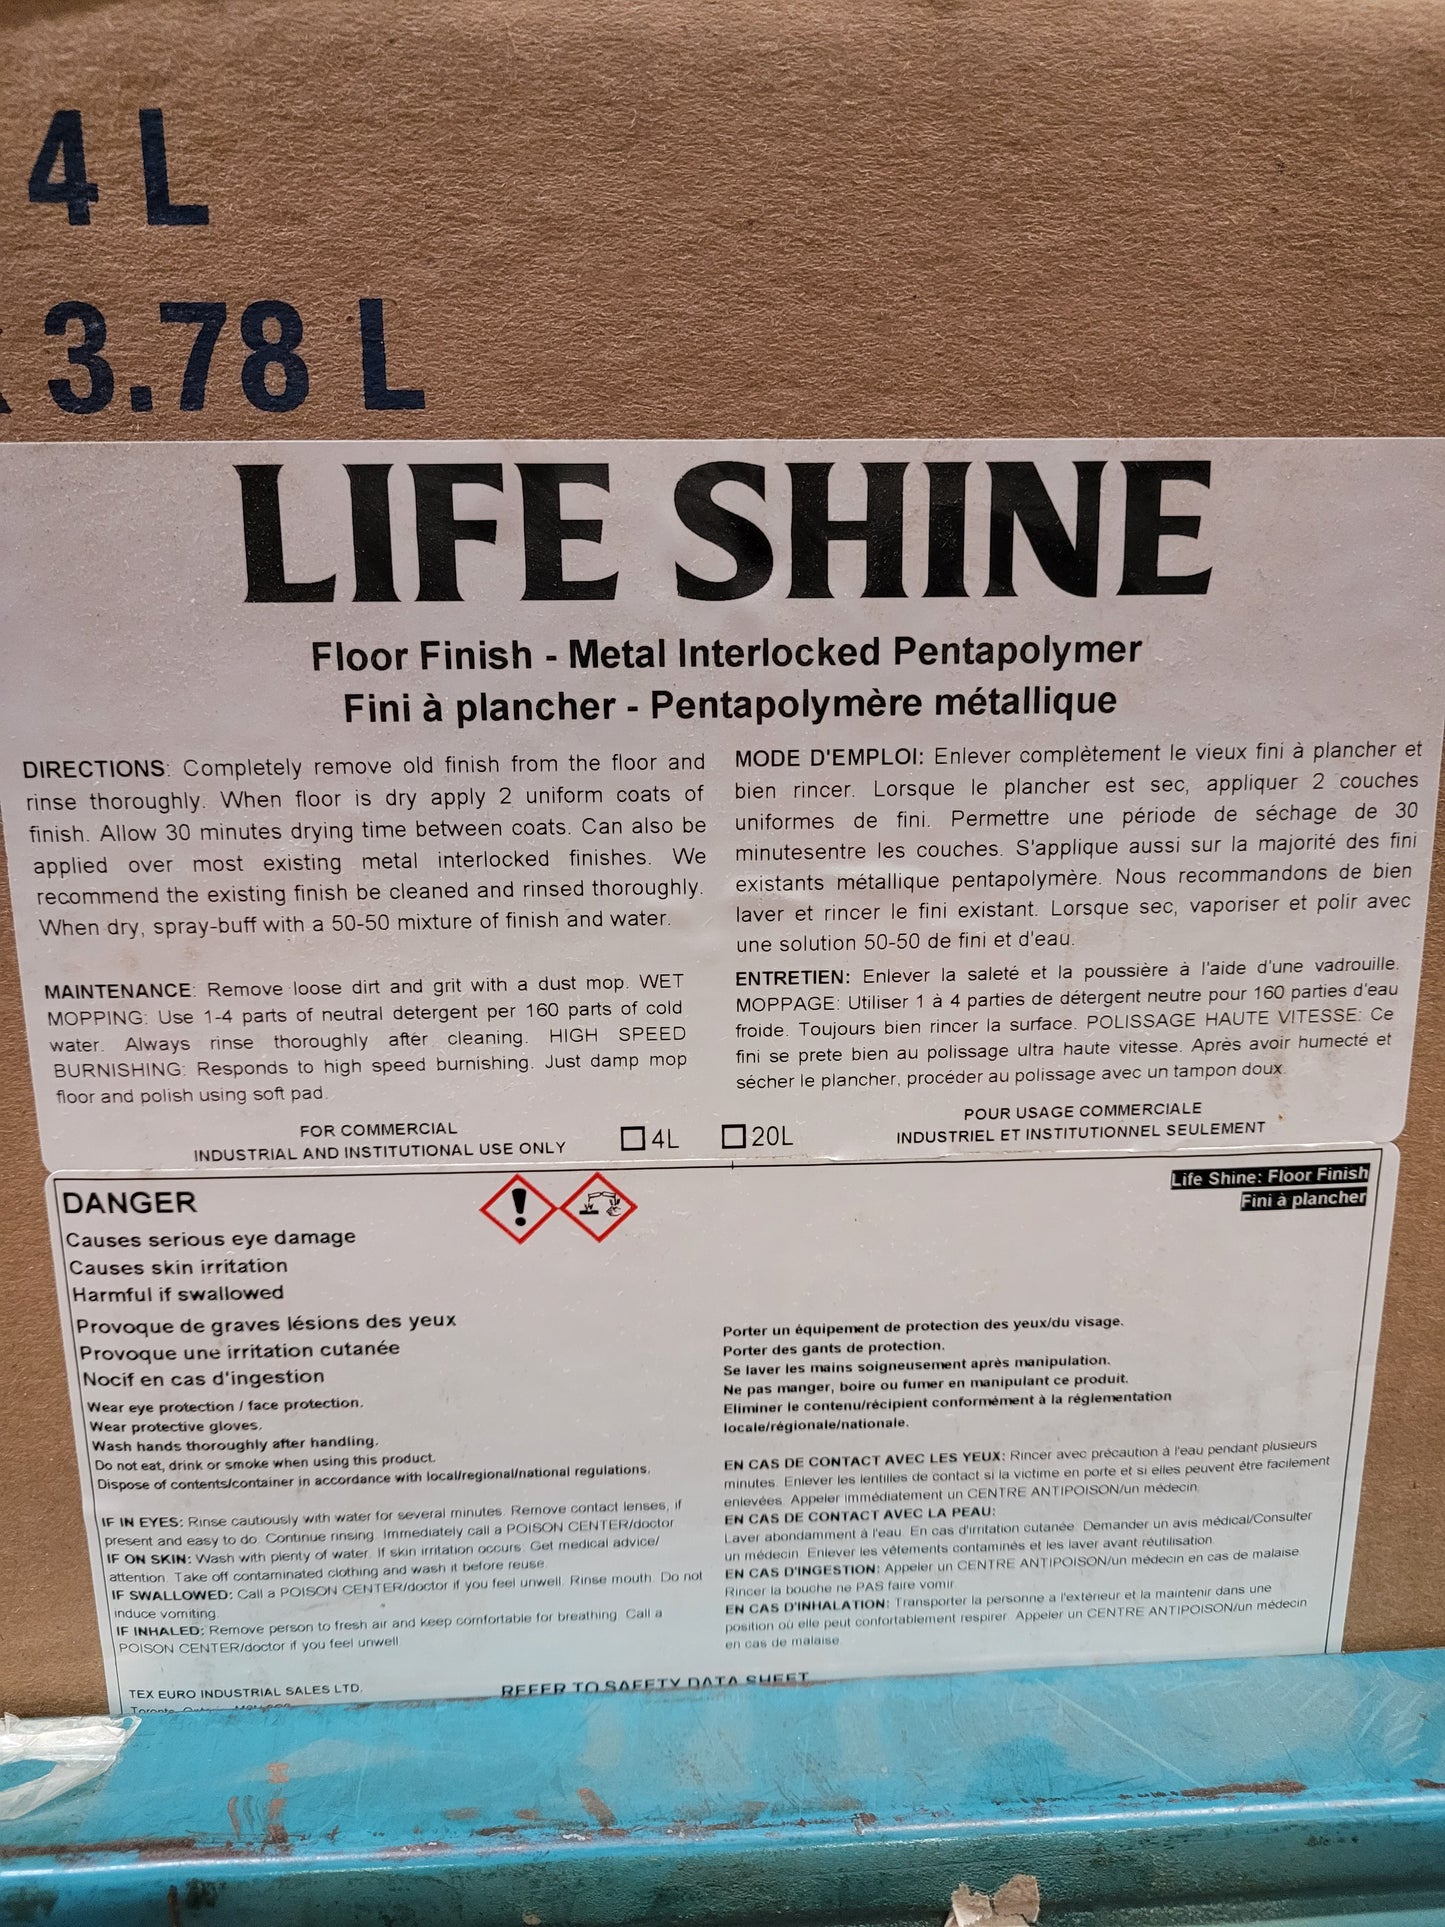 4 L
3.78 L
LIFE SHINE
Floor Finish - Metal Interlocked Pentapolymer
Fini à plancher - Pentapolymère métallique
DIRECTIONS: Completely remove old finish from the floor and
rinse thoroughly. When floor is dry apply 2 uniform coats of
finish. Allow 30 minutes drying time between coats. Can also be
applied over most existing metal interlocked finishes. We
recommend the existing finish be cleaned and rinsed thoroughly.
When dry, spray-buff with a 50-50 mixture of finish and water.
MAINTENANCE: Remove loose dirt and grit with a dust mop. WET
MOPPING: Use 1-4 parts of neutral detergent per 160 parts of cold
water. Always rinse thoroughly after cleaning. HIGH SPEED
BURNISHING: Responds to high speed burnishing. Just damp mop
floor and polish using soft pad.
FOR COMMERCIAL
INDUSTRIAL AND INSTITUTIONAL USE ONLY
MODE D'EMPLOI: Enlever complètement le vieux fini à plancher et
bien rincer. Lorsque le plancher est sec, appliquer 2 couches
uniformes de fini. Permettre une période de séchage de 30
minutesentre les couches. S'applique aussi sur la majorité des fini
existants métallique pentapolymère. Nous recommandons de bien
laver et rincer le fini existant. Lorsque sec, vaporiser et polir avec
une solution 50-50 de fini et d'eau.
ENTRETIEN: Enlever la saleté et la poussière à l'aide d'une vadrouille.
MOPPAGE: Utiliser 1 à 4 parties de détergent neutre pour 160 parties d'eau
froide. Toujours bien rincer la surface. POLISSAGE HAUTE VITESSE: Ce
fini se prete bien au polissage ultra haute vitesse. Après avoir humecté et
sécher le plancher, procéder au polissage avec un tampon doux.
POUR USAGE COMMERCIALE
INDUSTRIEL ET INSTITUTIONNEL SEULEMENT
4L 20L
DANGER
Causes serious eye damage
Causes skin irritation
Harmful if swallowed
Provoque de graves lésions des yeux
Provoque une irritation cutanée
Nocif en cas d'ingestion
Wear eye protection / face protection.
Wear protective gloves.
Wash hands thoroughly after handling.
Do not eat, drink or smoke when using this product.
Dispose of contents/container in accordance with local/regional/national regulations.
IF IN EYES: Rinse cautiously with water for several minutes. Remove contact lenses, if
present and easy to do. Continue rinsing. Immediately call a POISON CENTER/doctor
IF ON SKIN: Wash with plenty of water. If skin irritation occurs: Get medical advice/
attention. Take off contaminated clothing and wash it before reuse.
IF SWALLOWED: Call a POISON CENTER/doctor if you feel unwell. Rinse mouth. Do not
induce vomiting.
IF INHALED: Remove person to fresh air and keep comfortable for breathing. Call a
POISON CENTER/doctor if you feel unwell.
Life Shine: Floor Finish
Fini à plancher
Porter un équipement de protection des yeux/du visage.
Porter des gants de protection.
Se laver les mains soigneusement après manipulation.
Ne pas manger, boire ou fumer en manipulant ce produit.
Eliminer le contenu/récipient conformément à la réglementation
locale/régionale/nationale.
EN CAS DE CONTACT AVEC LES YEUX: Rincer avec précaution à l'eau pendant plusieurs
minutes. Enlever les lentilles de contact si la victime en porte et si elles peuvent être facilement
enlevées. Appeler immédiatement un CENTRE ANTIPOISON/un médecin.
EN CAS DE CONTACT AVEC LA PEAU:
Laver abondamment à l'eau. En cas d'irritation cutanée: Demander un avis médical/Consulter
un médecin. Enlever les vêtements contaminés et les laver avant réutilisation.
EN CAS D'INGESTION: Appeler un CENTRE ANTIPOISON/un médecin en cas de malaise.
Rincer la bouche ne PAS faire vomir.
EN CAS D'INHALATION: Transporter la personne a l'extérieur et la maintenir dans une
position où elle peut confortablement respirer. Appeler un CENTRE ANTIPOISON/un médecin
en cas de malaise.
TEX EURO INDUSTRIAL SALES LTD.
REFER TO SAFETY DATA SHEET